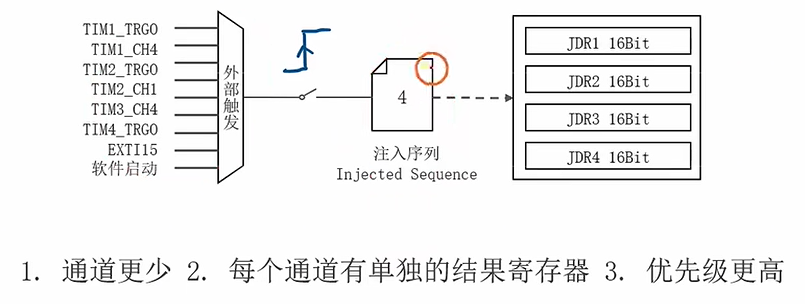 TIM1_TRGO
TIM1_CH4
TIM2_TRGO
TIM2_CH1
TIM3_CH4
TIM4_TRGO
EXTI15
软件启动
外部触发
4
注入序列
Injected Sequence
JDR1 16Bit
JDR2 16Bit
JDR3 16Bit
JDR4 16Bit
1. 通道更少 2. 每个通道有单独的结果寄存器 3. 优先级更高